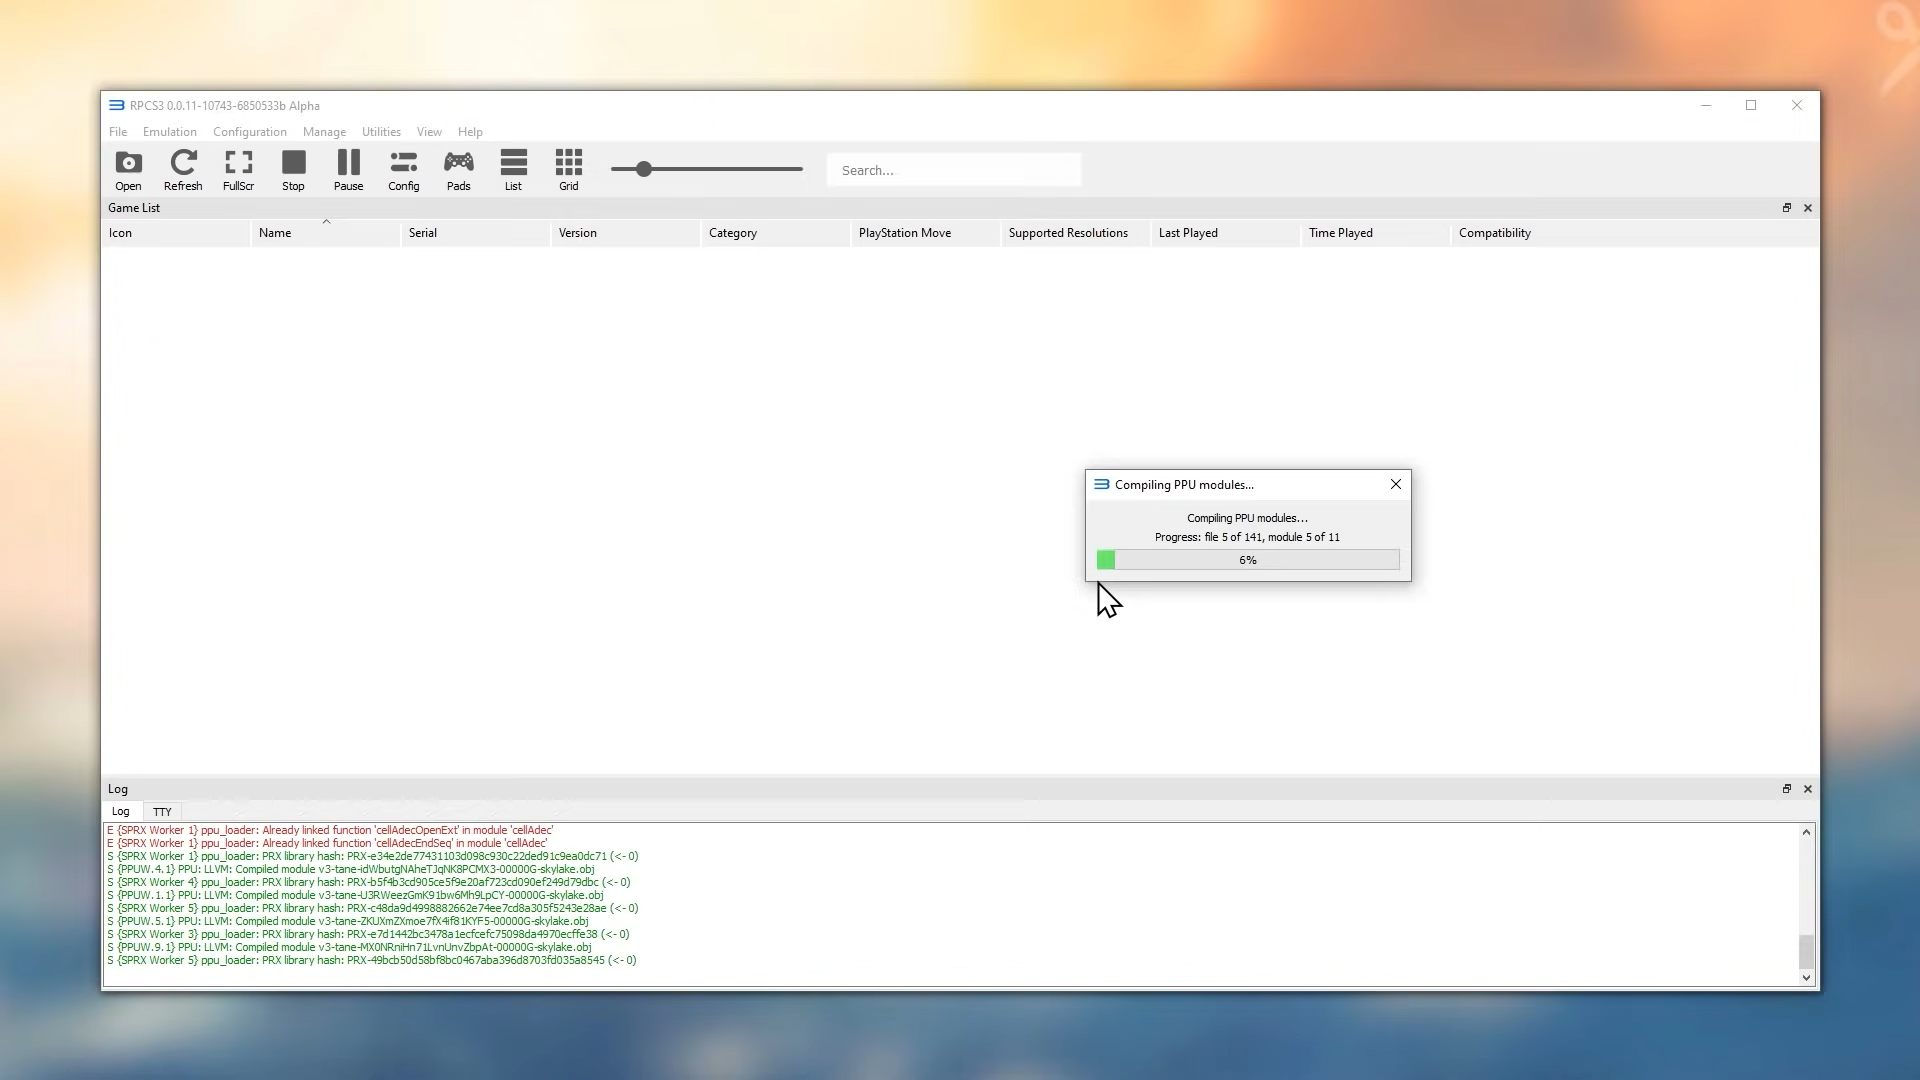 RPCS3 0.0.11-10743-6850533b Alpha
File Emulation Configuration Manage Utilities View Help
Open Refresh FullScr Stop Pause Config Pads List Grid Search...
Game List
Icon Name Serial Version Category PlayStation Move Supported Resolutions Last Played Time Played Compatibility
Compiling PPU modules...
Compiling PPU modules...
Progress: file 5 of 141, module 5 of 11
6%
Log
Log TTY
E {SPRX Worker 1} ppu_loader: Already linked function 'cellAdecOpenExt' in module 'cellAdec'
E {SPRX Worker 1} ppu_loader: Already linked function 'cellAdecEndSeq' in module 'cellAdec'
S {SPRX Worker 1} ppu_loader: PRX library hash: PRX-e34e2de77431103d098c930c22ded91c9ea0dc71 (<- 0)
S {PPUW.4.1} PPU: LLVM: Compiled module v3-tane-idWbutgNAheTJqNK8PCMX3-00000G-skylake.obj
S {SPRX Worker 4} ppu_loader: PRX library hash: PRX-b5f4b3cd905ce5f9e20af723cd090ef249d79dbc (<- 0)
S {PPUW.1.1} PPU: LLVM: Compiled module v3-tane-U3RWeezGmK91bw6Mh9LpCY-00000G-skylake.obj
S {SPRX Worker 5} ppu_loader: PRX library hash: PRX-c48da9d4998882662e74ee7cd8a305f5243e28ae (<- 0)
S {PPUW.5.1} PPU: LLVM: Compiled module v3-tane-ZKUXmZXmoe7fX4if81KYF5-00000G-skylake.obj
S {SPRX Worker 3} ppu_loader: PRX library hash: PRX-e7d1442bc3478a1ecfcefc75098da4970ecffe38 (<- 0)
S {PPUW.9.1} PPU: LLVM: Compiled module v3-tane-MX0NRniHn71LvnUnvZbpAt-00000G-skylake.obj
S {SPRX Worker 5} ppu_loader: PRX library hash: PRX-49bcb50d58bf8bc0467aba396d8703fd035a8545 (<- 0)